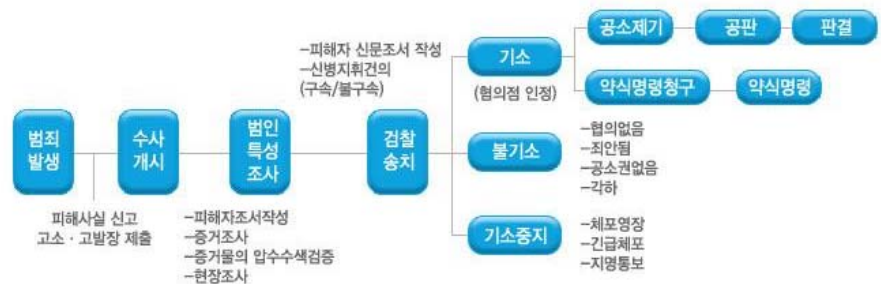 범죄
발생
피해사실 신고
고소 · 고발장 제출
수사
개시
범인
특성
조사
-피해자조서작성
-증거조사
-증거물의 압수수색검증
-현장조사
-피해자 신문조서 작성
-신병지휘건의
(구속/불구속)
검찰
송치
기소
(혐의점 인정)
공소제기
공판
판결
약식명령청구
약식명령
불기소
-협의없음
-죄안됨
-공소권없음
-각하
기소중지
-체포영장
-긴급체포
-지명통보